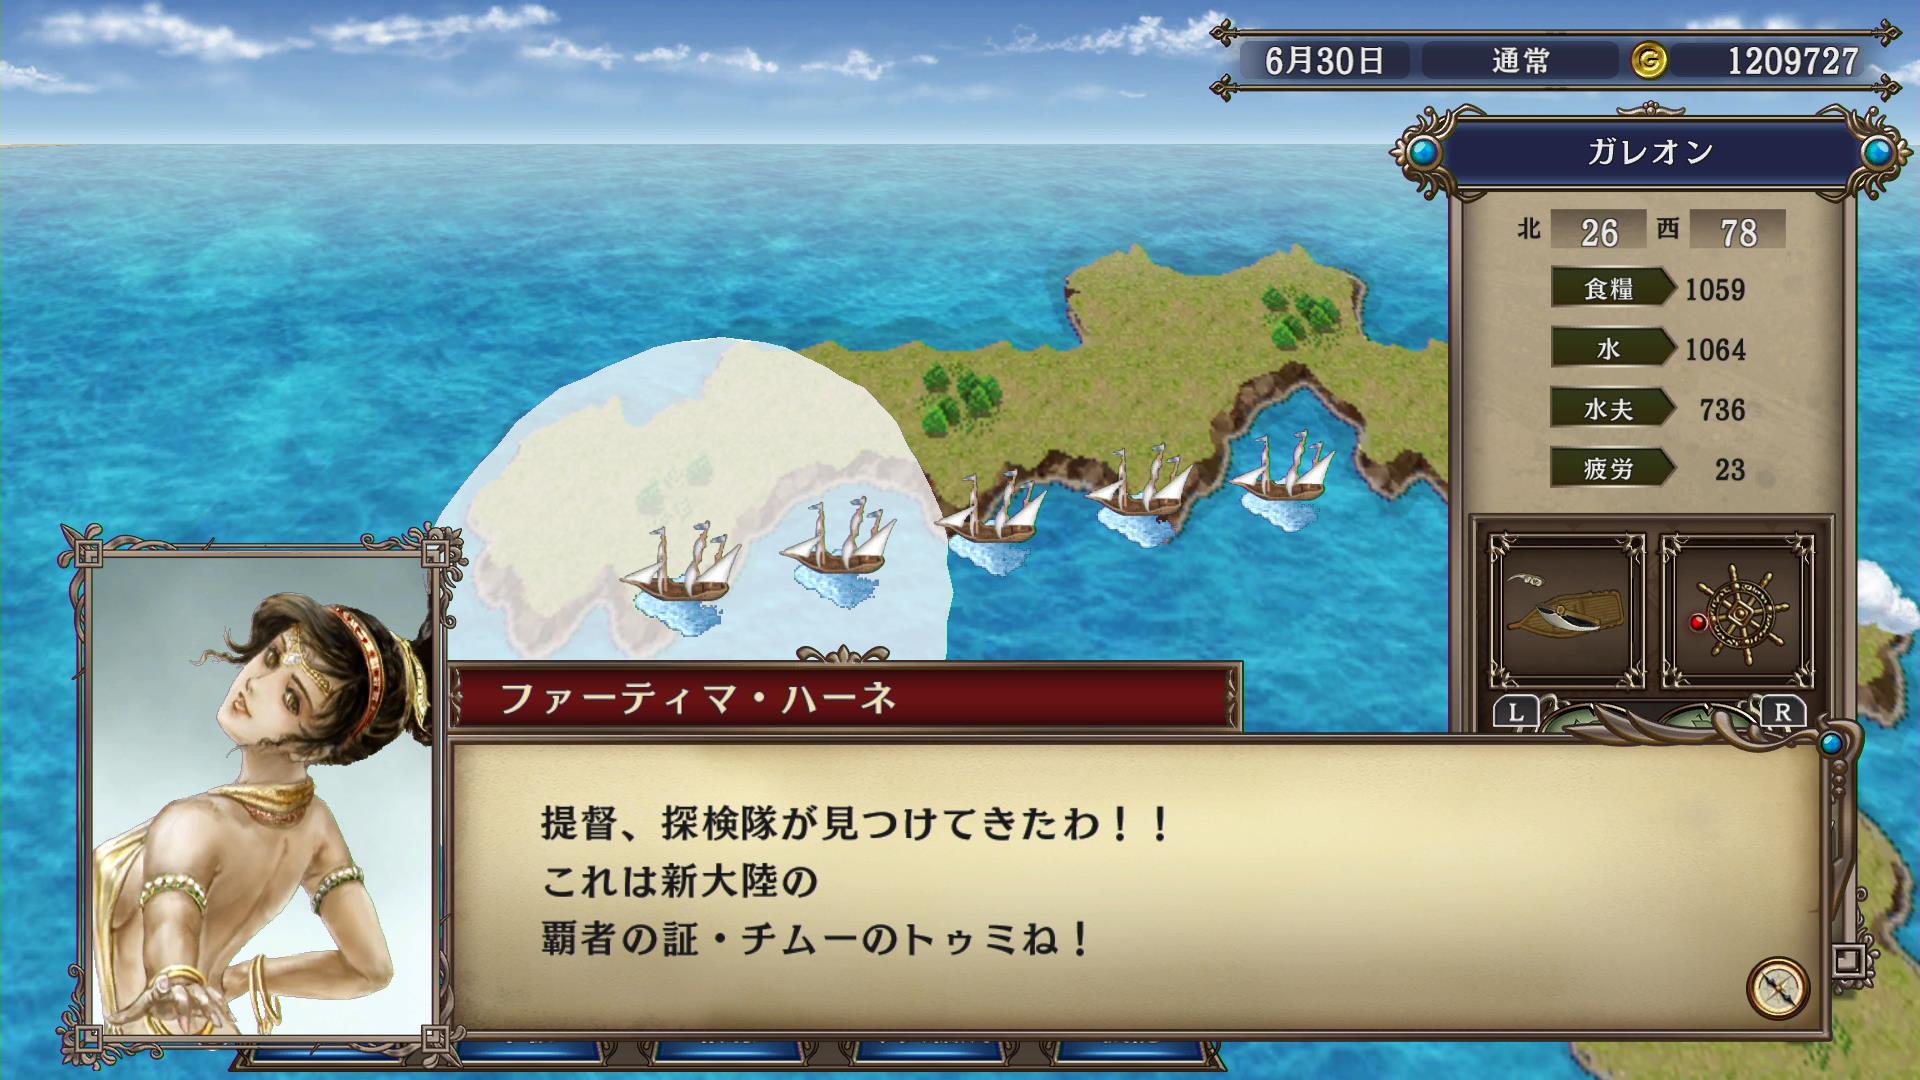 6月30日 通常 1209727
ガレオン
北 26 西 78
食糧 1059
水 1064
水夫 736
疲労 23
L R
ファーティマ・ハーネ
提督、探検隊が見つけてきたわ！！
これは新大陸の
覇者の証・チムーのトゥミね！